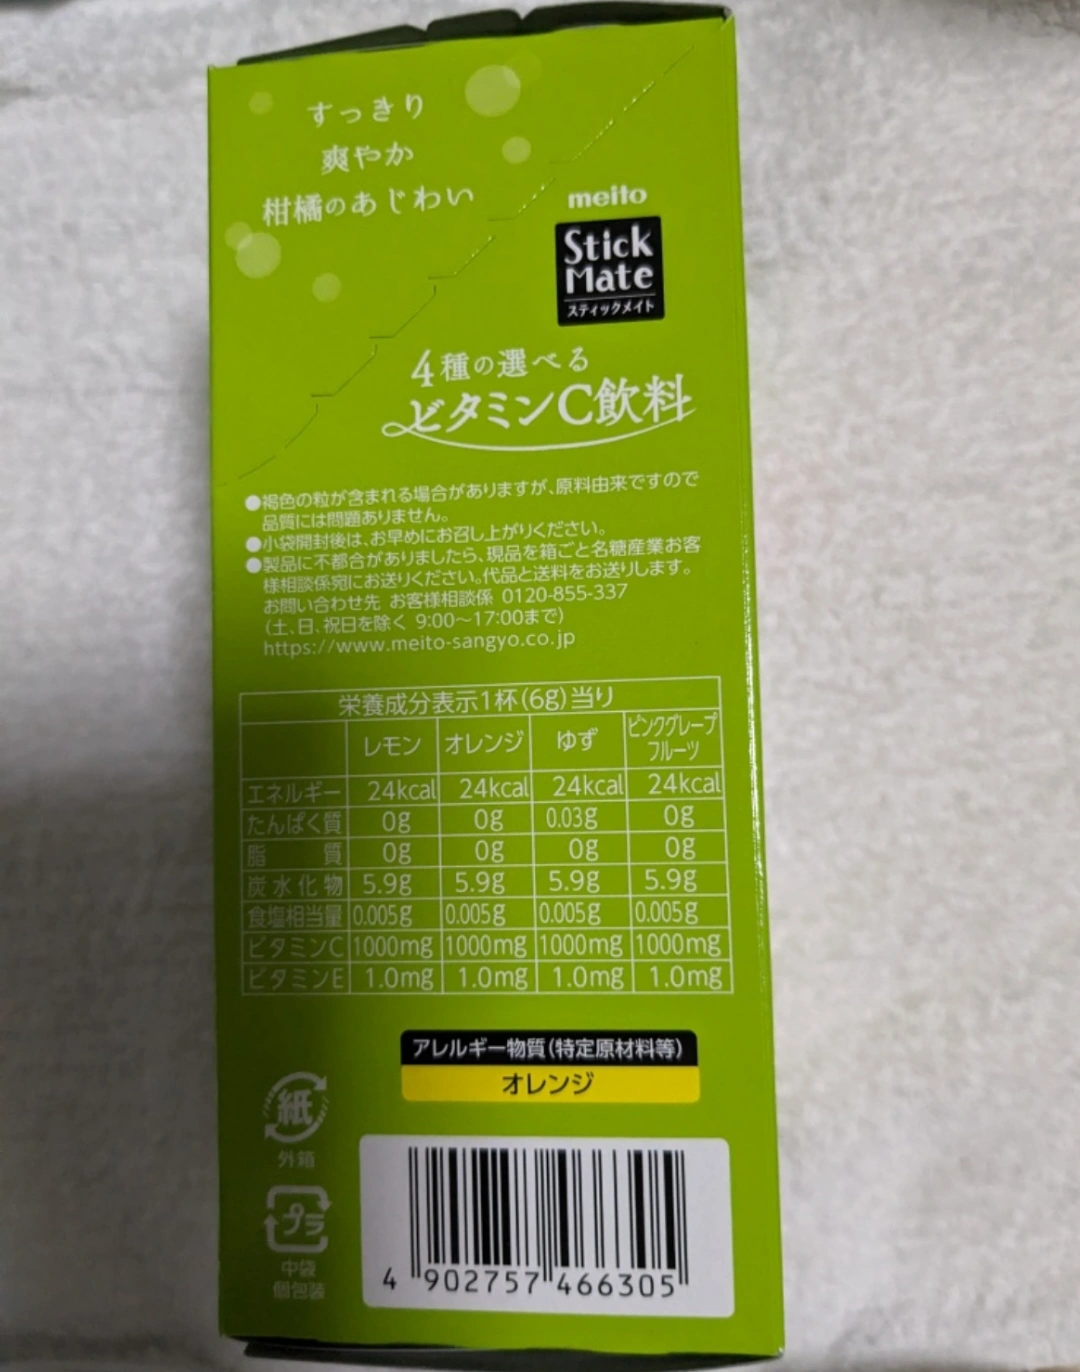 すっきり
爽やか
柑橘のあじわい
meito
Stick
Mate
スティックメイト
4種の選べる
ビタミンC飲料
●褐色の粒が含まれる場合がありますが、原料由来ですので
品質には問題ありません。
●小袋開封後は、お早めにお召し上がりください。
●製品に不都合がありましたら、現品を箱ごと名糖産業お客
様相談係宛にお送りください。代品と送料をお送りします。
お問い合わせ先 お客様相談係 0120-855-337
(土、日、祝日を除く 9:00～17:00まで)
https://www.meito-sangyo.co.jp
栄養成分表示1杯(6g)当り
レモン オレンジ ゆず ピンクグレープフルーツ
エネルギー 24kcal 24kcal 24kcal 24kcal
たんぱく質 0g 0g 0.03g 0g
脂質 0g 0g 0g 0g
炭水化物 5.9g 5.9g 5.9g 5.9g
食塩相当量 0.005g 0.005g 0.005g 0.005g
ビタミンC 1000mg 1000mg 1000mg 1000mg
ビタミンE 1.0mg 1.0mg 1.0mg 1.0mg
アレルギー物質(特定原材料等)
オレンジ
紙
外箱
プラ
中袋
個包装
4 902757 466305